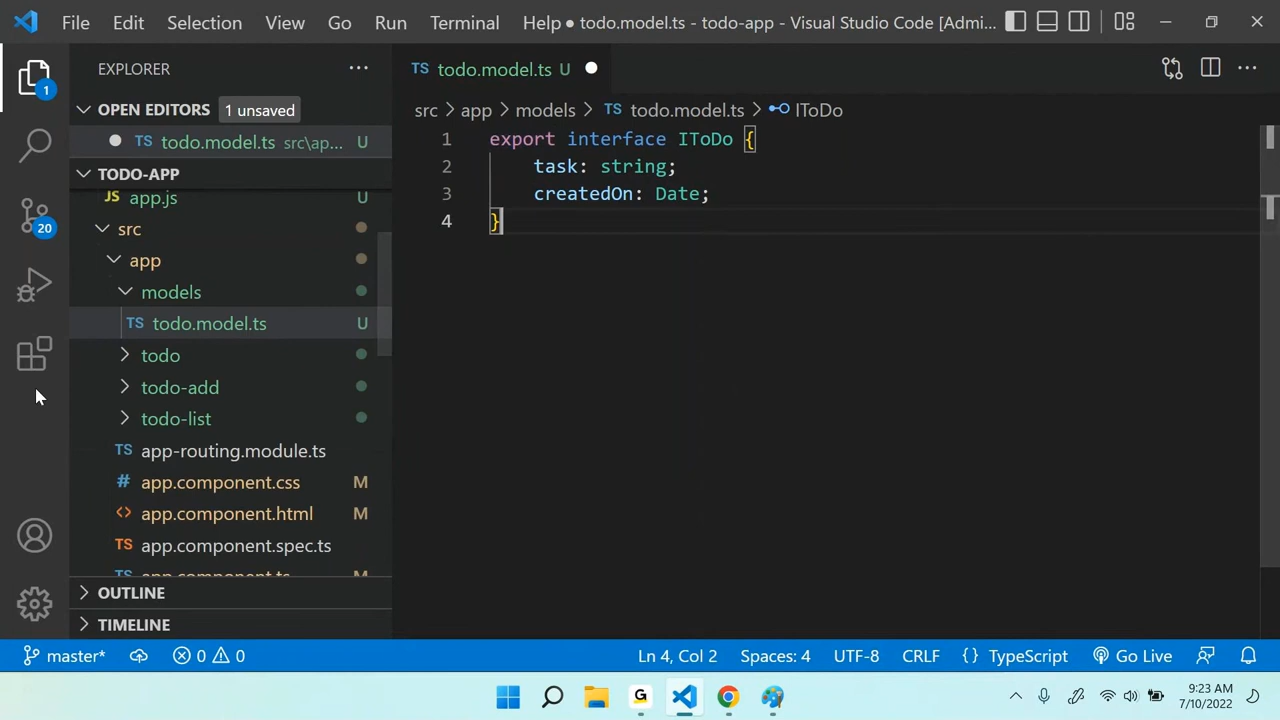 File Edit Selection View Go Run Terminal Help ● todo.model.ts - todo-app - Visual Studio Code [Admi...
EXPLORER ...
OPEN EDITORS 1 unsaved
TS todo.model.ts src\ap... U
TODO-APP
JS app.js U
src
app
models
TS todo.model.ts U
todo
todo-add
todo-list
TS app-routing.module.ts
# app.component.css M
<> app.component.html M
TS app.component.spec.ts
TS app.component.ts M
OUTLINE
TIMELINE
1
20
TS todo.model.ts U
src > app > models > TS todo.model.ts > IToDo
1 export interface IToDo {
2 task: string;
3 createdOn: Date;
4 }
master* 0 0 Ln 4, Col 2 Spaces: 4 UTF-8 CRLF {} TypeScript Go Live
G
9:23 AM
7/10/2022